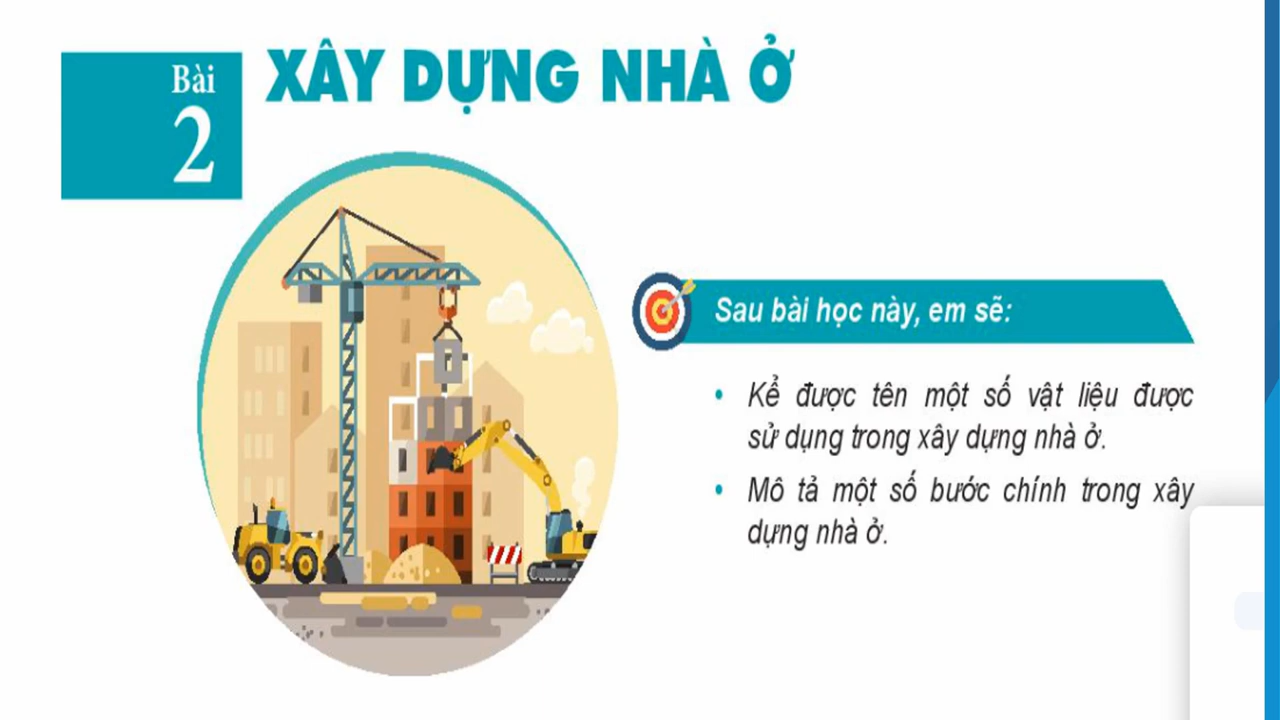 Bài
2
XÂY DỰNG NHÀ Ở
Sau bài học này, em sẽ:
• Kể được tên một số vật liệu được
sử dụng trong xây dựng nhà ở.
• Mô tả một số bước chính trong xây
dựng nhà ở.